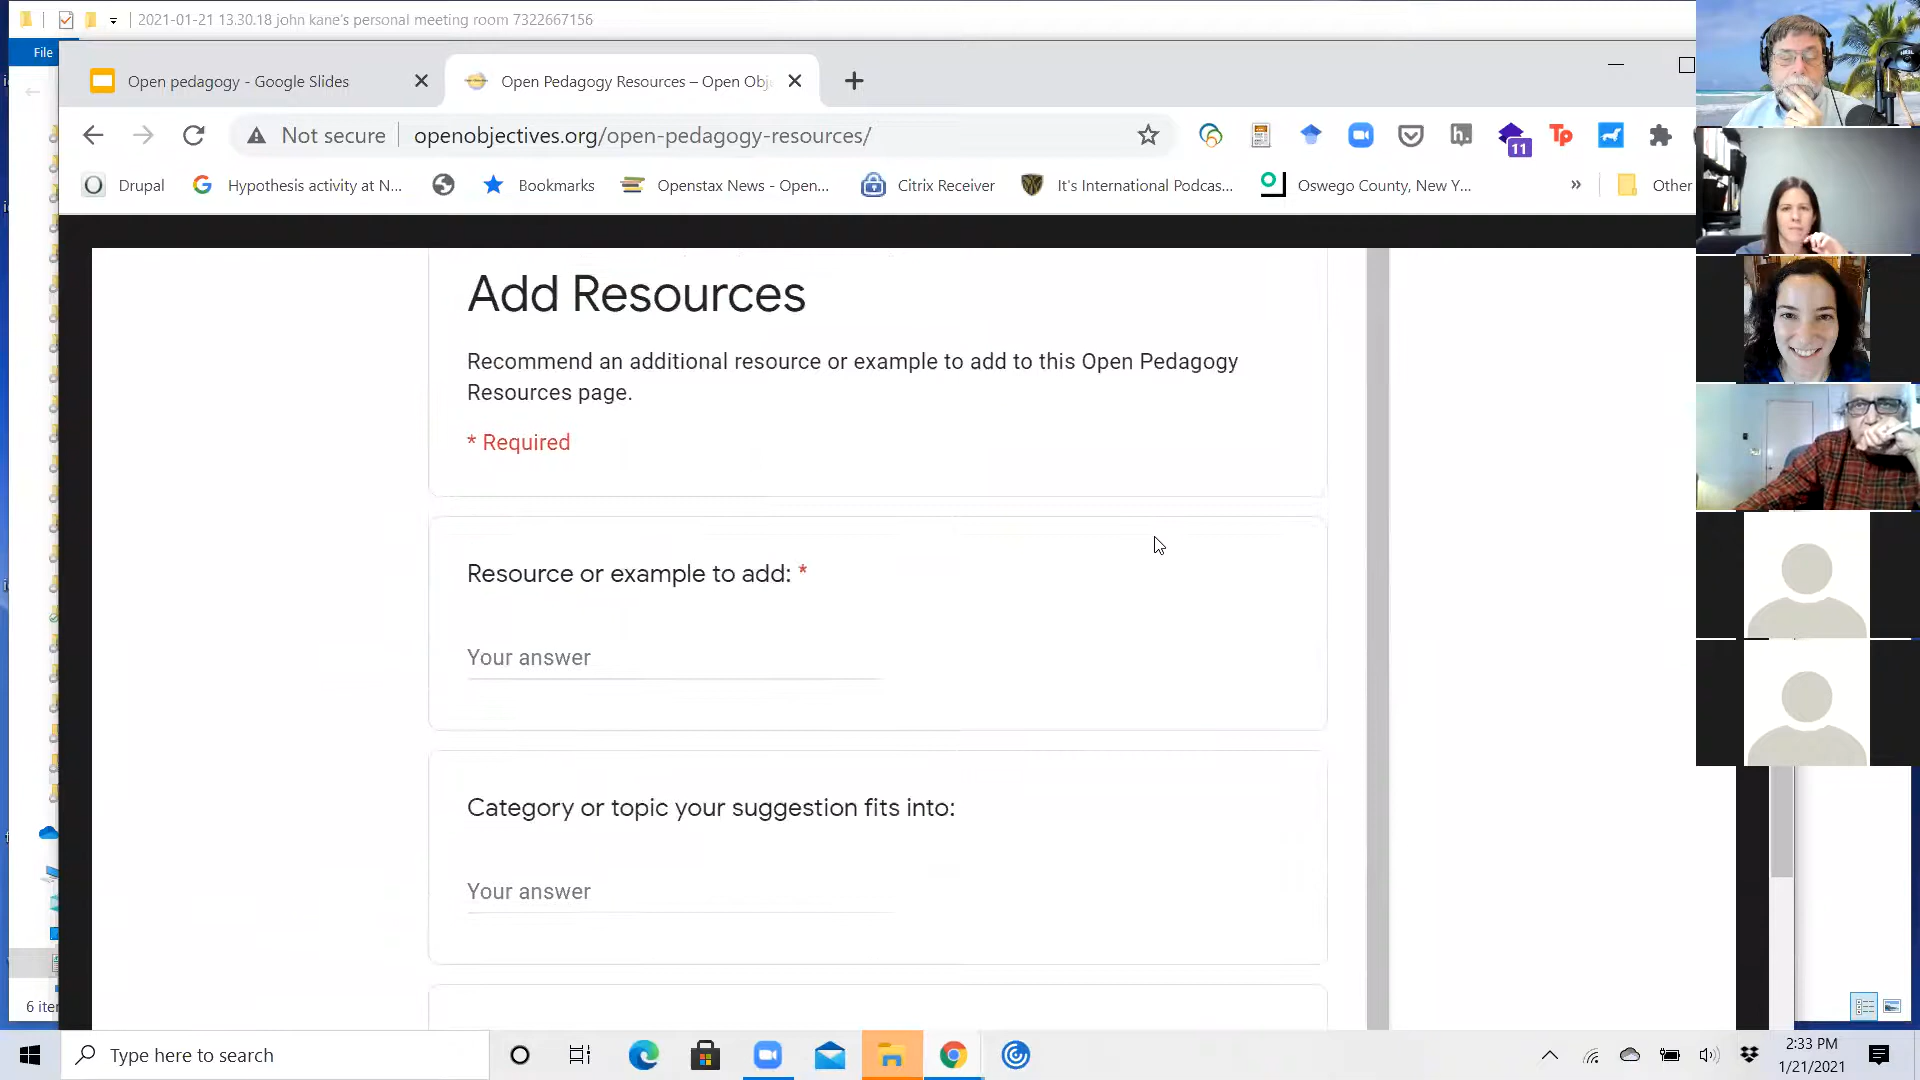 2021-01-21 13.30.18 john kane's personal meeting room 7322667156
File
Open pedagogy - Google Slides
Open Pedagogy Resources – Open Obj
Not secure
openobjectives.org/open-pedagogy-resources/
h.
11
Tp
Drupal
Hypothesis activity at N...
Bookmarks
Openstax News - Open...
Citrix Receiver
It's International Podcas...
Oswego County, New Y...
»
Other
Add Resources
Recommend an additional resource or example to add to this Open Pedagogy
Resources page.
* Required
Resource or example to add: *
Your answer
Category or topic your suggestion fits into:
Your answer
6 iter
Type here to search
2:33 PM
1/21/2021